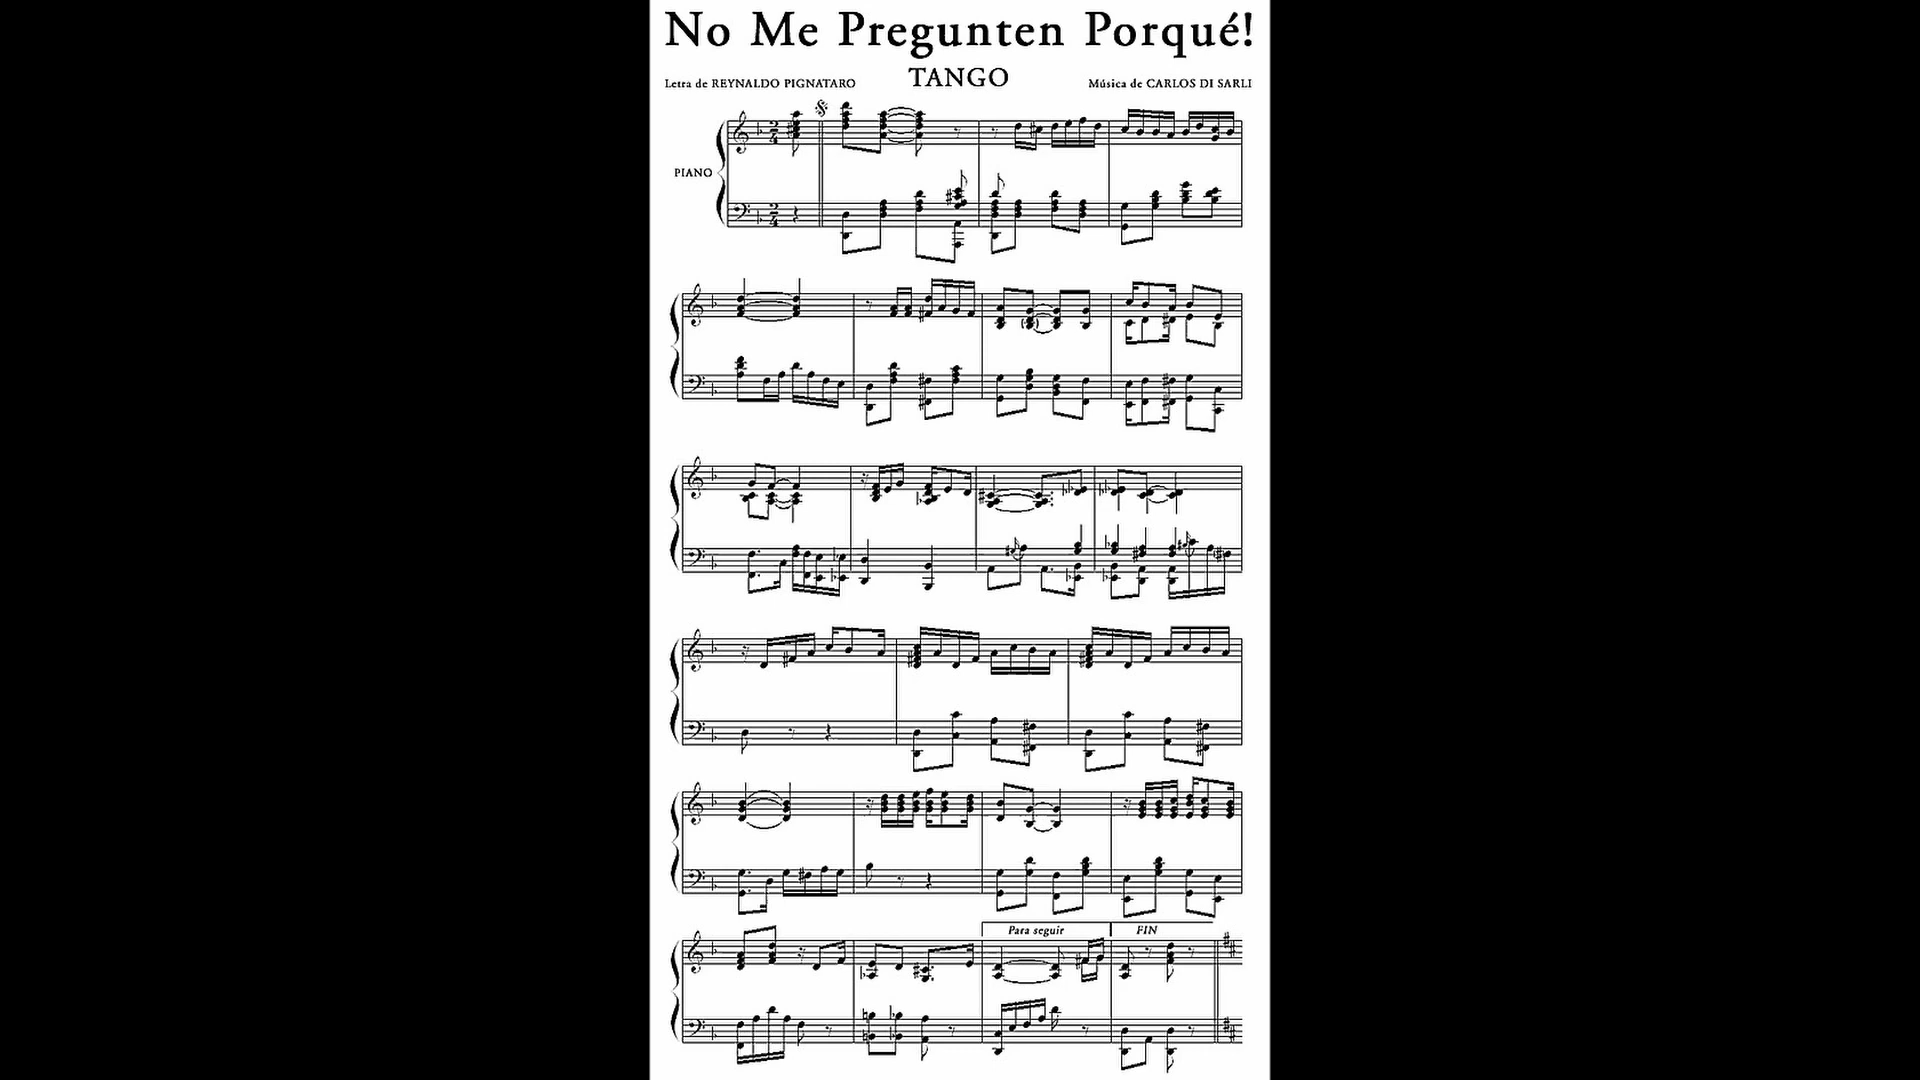 No Me Pregunten Porqué!
TANGO
Letra de REYNALDO PIGNATARO
Música de CARLOS DI SARLI
PIANO
Para seguir
FIN